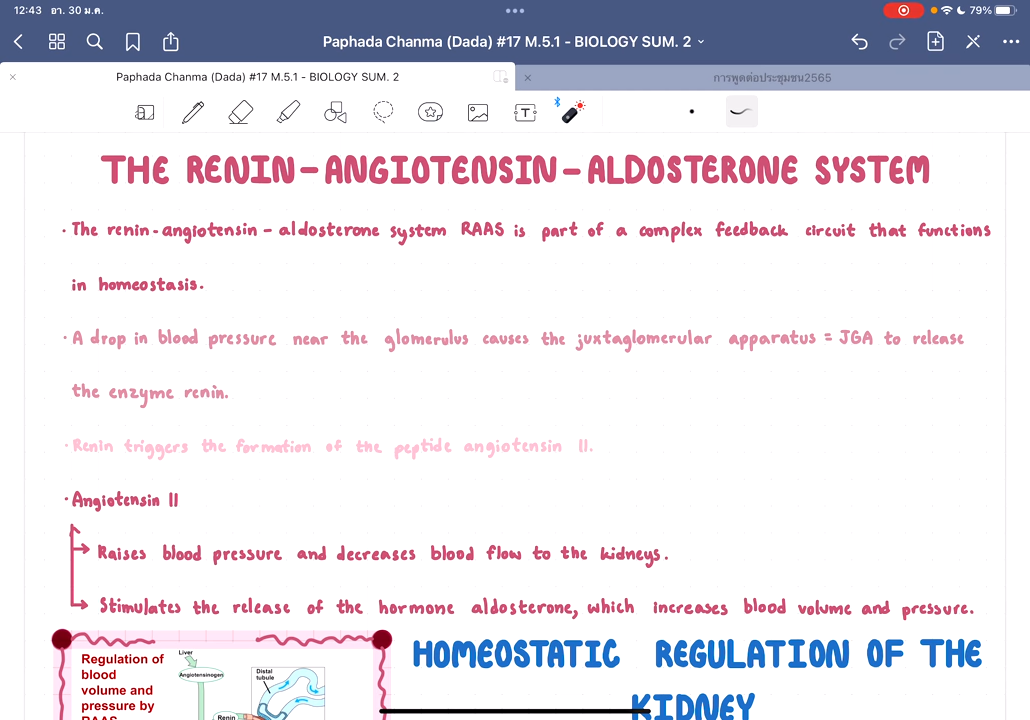 12:43 อา. 30 ม.ค.
79%
Paphada Chanma (Dada) #17 M.5.1 - BIOLOGY SUM. 2
Paphada Chanma (Dada) #17 M.5.1 - BIOLOGY SUM. 2
การพูดต่อประชุมชน2565
THE RENIN-ANGIOTENSIN-ALDOSTERONE SYSTEM
· The renin-angiotensin-aldosterone system RAAS is part of a complex feedback circuit that functions
in homeostasis.
· A drop in blood pressure near the glomerulus causes the juxtaglomerular apparatus = JGA to release
the enzyme renin.
· Renin triggers the formation of the peptide angiotensin II.
· Angiotensin II
Raises blood pressure and decreases blood flow to the kidneys.
Stimulates the release of the hormone aldosterone, which increases blood volume and pressure.
Regulation of
blood
volume and
pressure by
RAAS
Liver
Angiotensinogen
Distal
tubule
Renin
HOMEOSTATIC REGULATION OF THE
KIDNEY